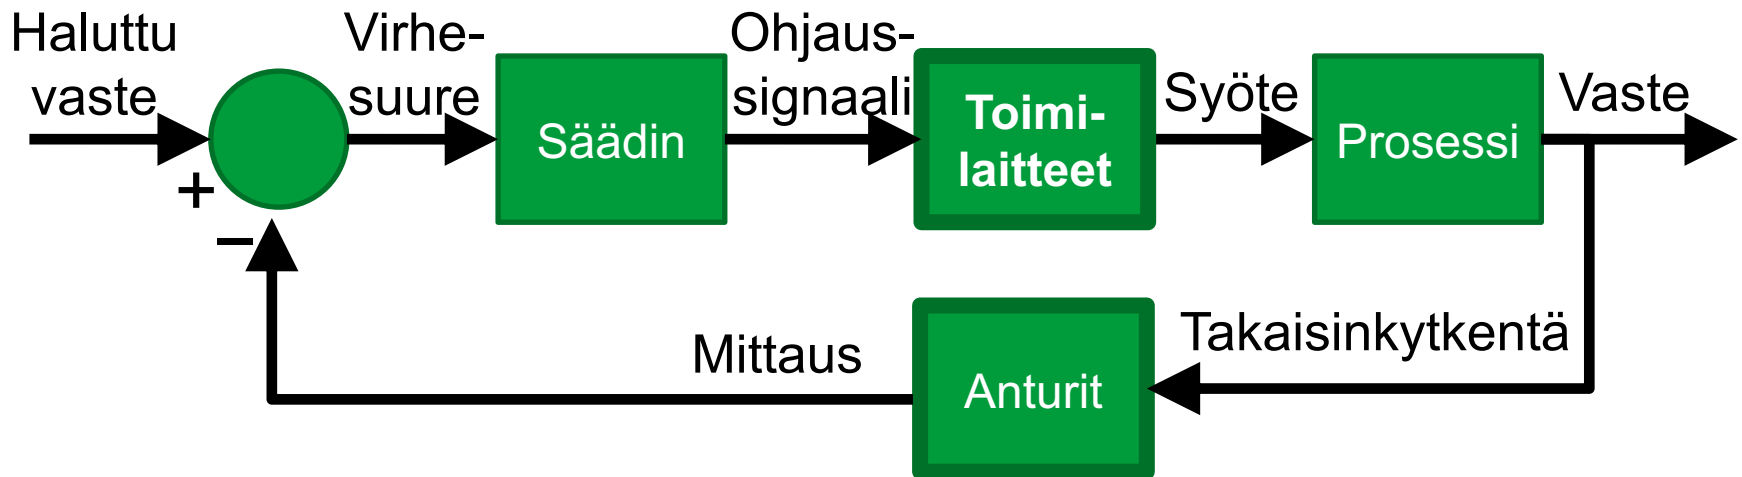 Haluttu
vaste
Virhe-
suure
Säädin
Ohjaus-
signaali
Toimi-
laitteet
Syöte
Prosessi
Vaste
+
−
Mittaus
Anturit
Takaisinkytkentä